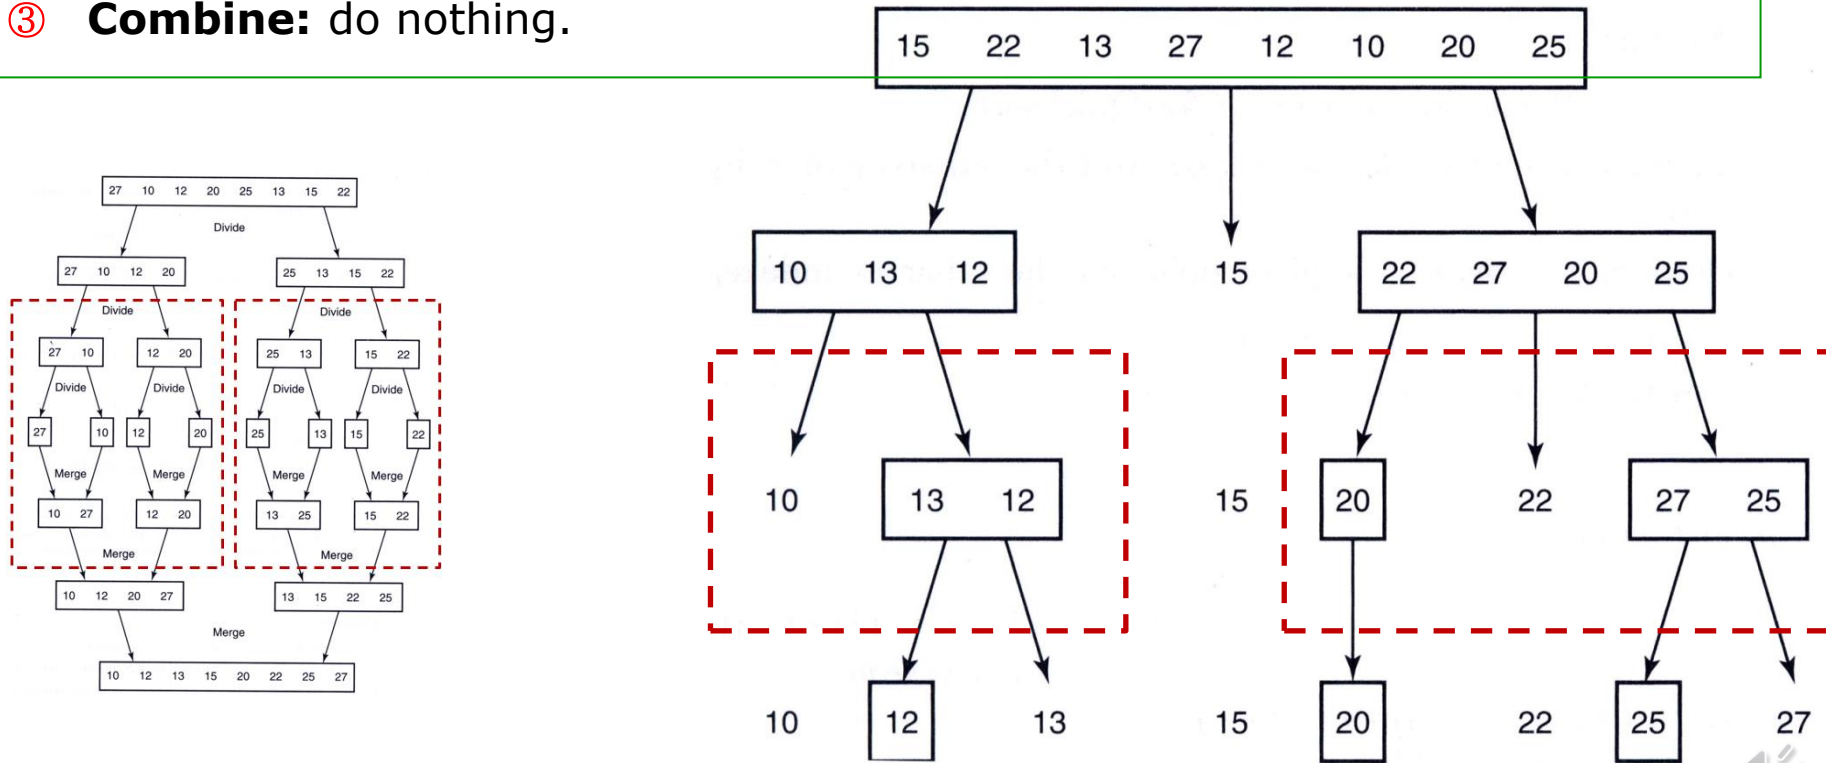 ③ Combine: do nothing.
15 22 13 27 12 10 20 25
27 10 12 20 25 13 15 22
Divide
27 10 12 20
25 13 15 22
Divide
Divide
27 10
12 20
25 13
15 22
Divide
Divide
Divide
Divide
27
10
12
20
25
13
15
22
Merge
Merge
Merge
Merge
10 27
12 20
13 25
15 22
Merge
Merge
10 12 20 27
13 15 22 25
Merge
10 12 13 15 20 22 25 27
10 13 12
15
22 27 20 25
10
13 12
15
20
22
27 25
10
12
13
15
20
22
25
27